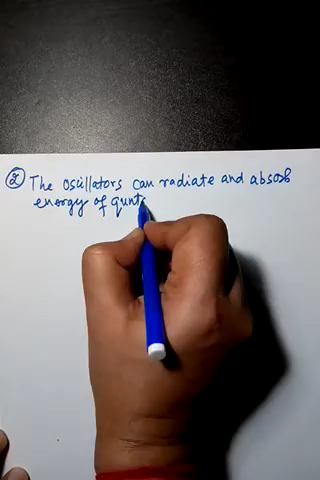 ② The oscillators can radiate and absorb
energy of qunt